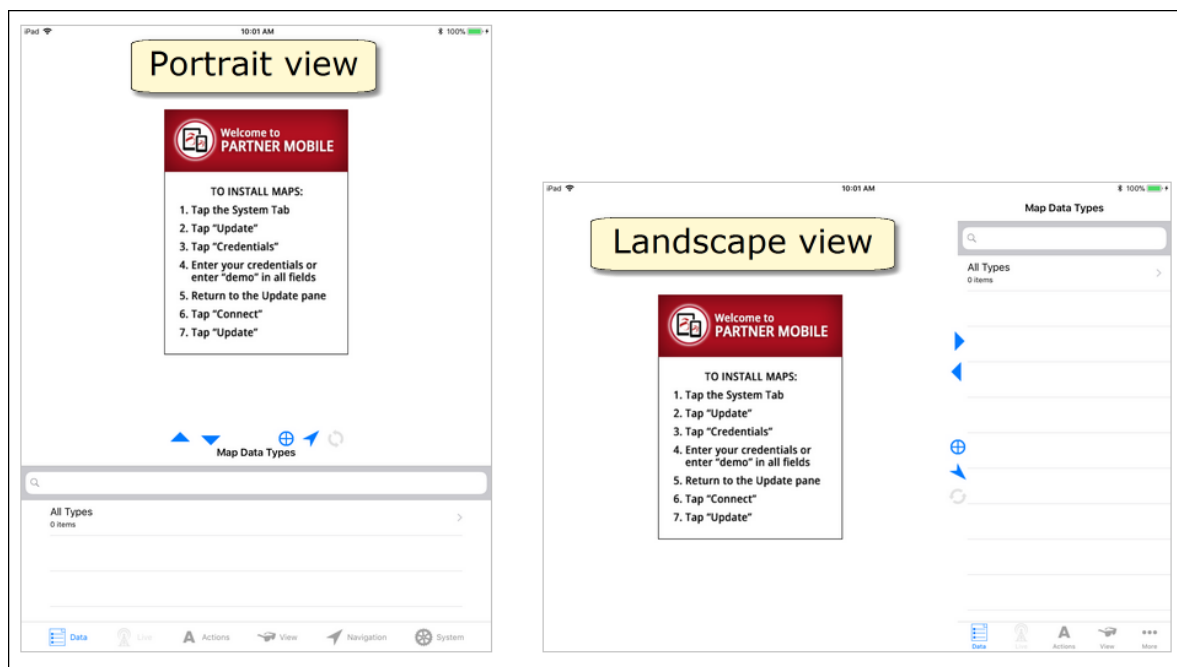 iPad 10:01 AM 100%
Portrait view
Welcome to
PARTNER MOBILE
TO INSTALL MAPS:
1. Tap the System Tab
2. Tap “Update”
3. Tap “Credentials”
4. Enter your credentials or
enter “demo” in all fields
5. Return to the Update pane
6. Tap “Connect”
7. Tap “Update”
Map Data Types
All Types
0 items
Data Live A Actions View Navigation System
iPad 10:01 AM 100%
Map Data Types
Landscape view
All Types
0 items
Welcome to
PARTNER MOBILE
TO INSTALL MAPS:
1. Tap the System Tab
2. Tap “Update”
3. Tap “Credentials”
4. Enter your credentials or
enter “demo” in all fields
5. Return to the Update pane
6. Tap “Connect”
7. Tap “Update”
A
Data Live Actions View More